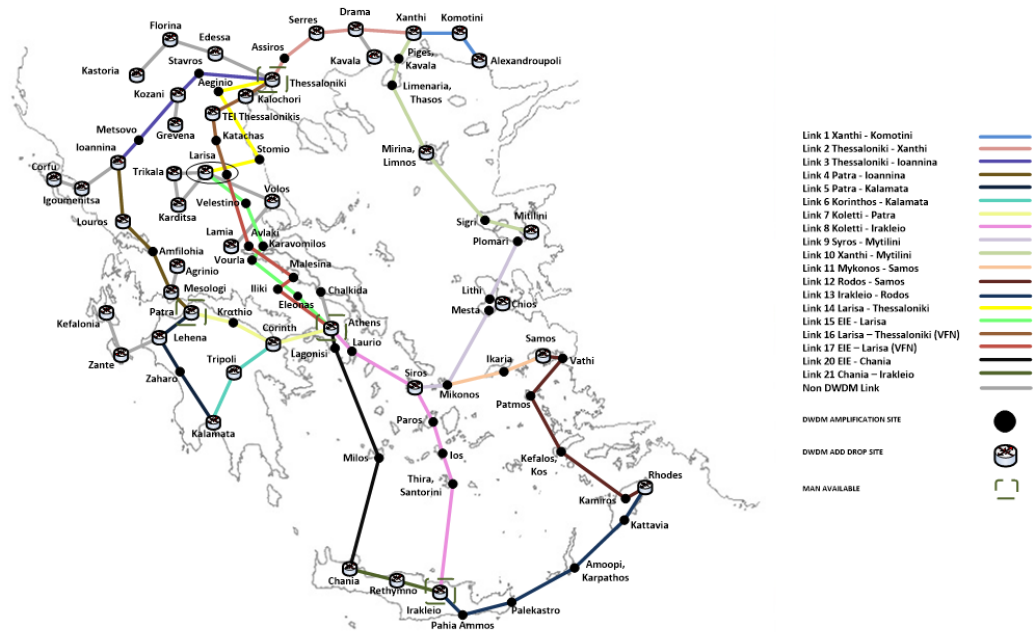 Drama
Xanthi
Komotini
Serres
Florina
Edessa
Assiros
Stavros
Kavala
Piges,
Kavala
Alexandroupoli
Kastoria
Aeginio
Thessaloniki
Limenaria,
Thasos
Kozani
Kalochori
TEI Thessalonikis
Grevena
Metsovo
Katachas
Ioannina
Mirina,
Limnos
Larisa
Stomio
Trikala
Corfu
Igoumenitsa
Volos
Velestino
Karditsa
Sigri
Mitilini
Louros
Lamia
Avlaki
Karavomilos
Plomari
Amfilohia
Vourla
Malesina
Agrinio
Iliki
Chalkida
Lithi
Mesologi
Eleonas
Chios
Mesta
Patra
Krathio
Athens
Kefalonia
Corinth
Lehena
Lagonisi
Laurio
Samos
Zante
Tripoli
Ikarja
Vathi
Zaharo
Siros
Mikonos
Patmos
Paros
Kalamata
Milos
Ios
Kefalos,
Kos
Thira,
Santorini
Rhodes
Kamiros
Kattavia
Chania
Amoopi,
Karpathos
Rethymno
Irakleio
Palekastro
Pahia Ammos
Link 1 Xanthi - Komotini
Link 2 Thessaloniki - Xanthi
Link 3 Thessaloniki - Ioannina
Link 4 Patra - Ioannina
Link 5 Patra - Kalamata
Link 6 Korinthos - Kalamata
Link 7 Koletti - Patra
Link 8 Koletti - Irakleio
Link 9 Syros - Mytilini
Link 10 Xanthi - Mytilini
Link 11 Mykonos - Samos
Link 12 Rodos - Samos
Link 13 Irakleio - Rodos
Link 14 Larisa - Thessaloniki
Link 15 EIE - Larisa
Link 16 Larisa – Thessaloniki (VFN)
Link 17 EIE – Larisa (VFN)
Link 20 EIE - Chania
Link 21 Chania – Irakleio
Non DWDM Link
DWDM AMPLIFICATION SITE
DWDM ADD DROP SITE
MAN AVAILABLE